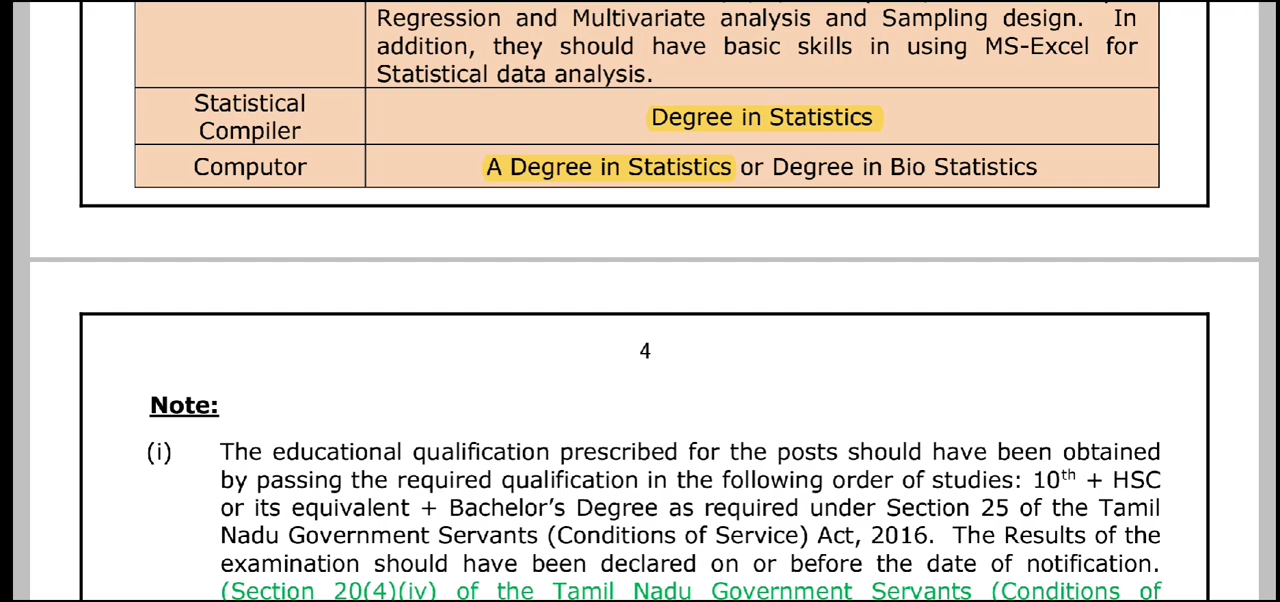 Regression and Multivariate analysis and Sampling design. In
addition, they should have basic skills in using MS-Excel for
Statistical data analysis.
Statistical
Compiler
Degree in Statistics
Computor
A Degree in Statistics or Degree in Bio Statistics
4
Note:
(i) The educational qualification prescribed for the posts should have been obtained
by passing the required qualification in the following order of studies: 10th + HSC
or its equivalent + Bachelor's Degree as required under Section 25 of the Tamil
Nadu Government Servants (Conditions of Service) Act, 2016. The Results of the
examination should have been declared on or before the date of notification.
(Section 20(4)(iv) of the Tamil Nadu Government Servants (Conditions of